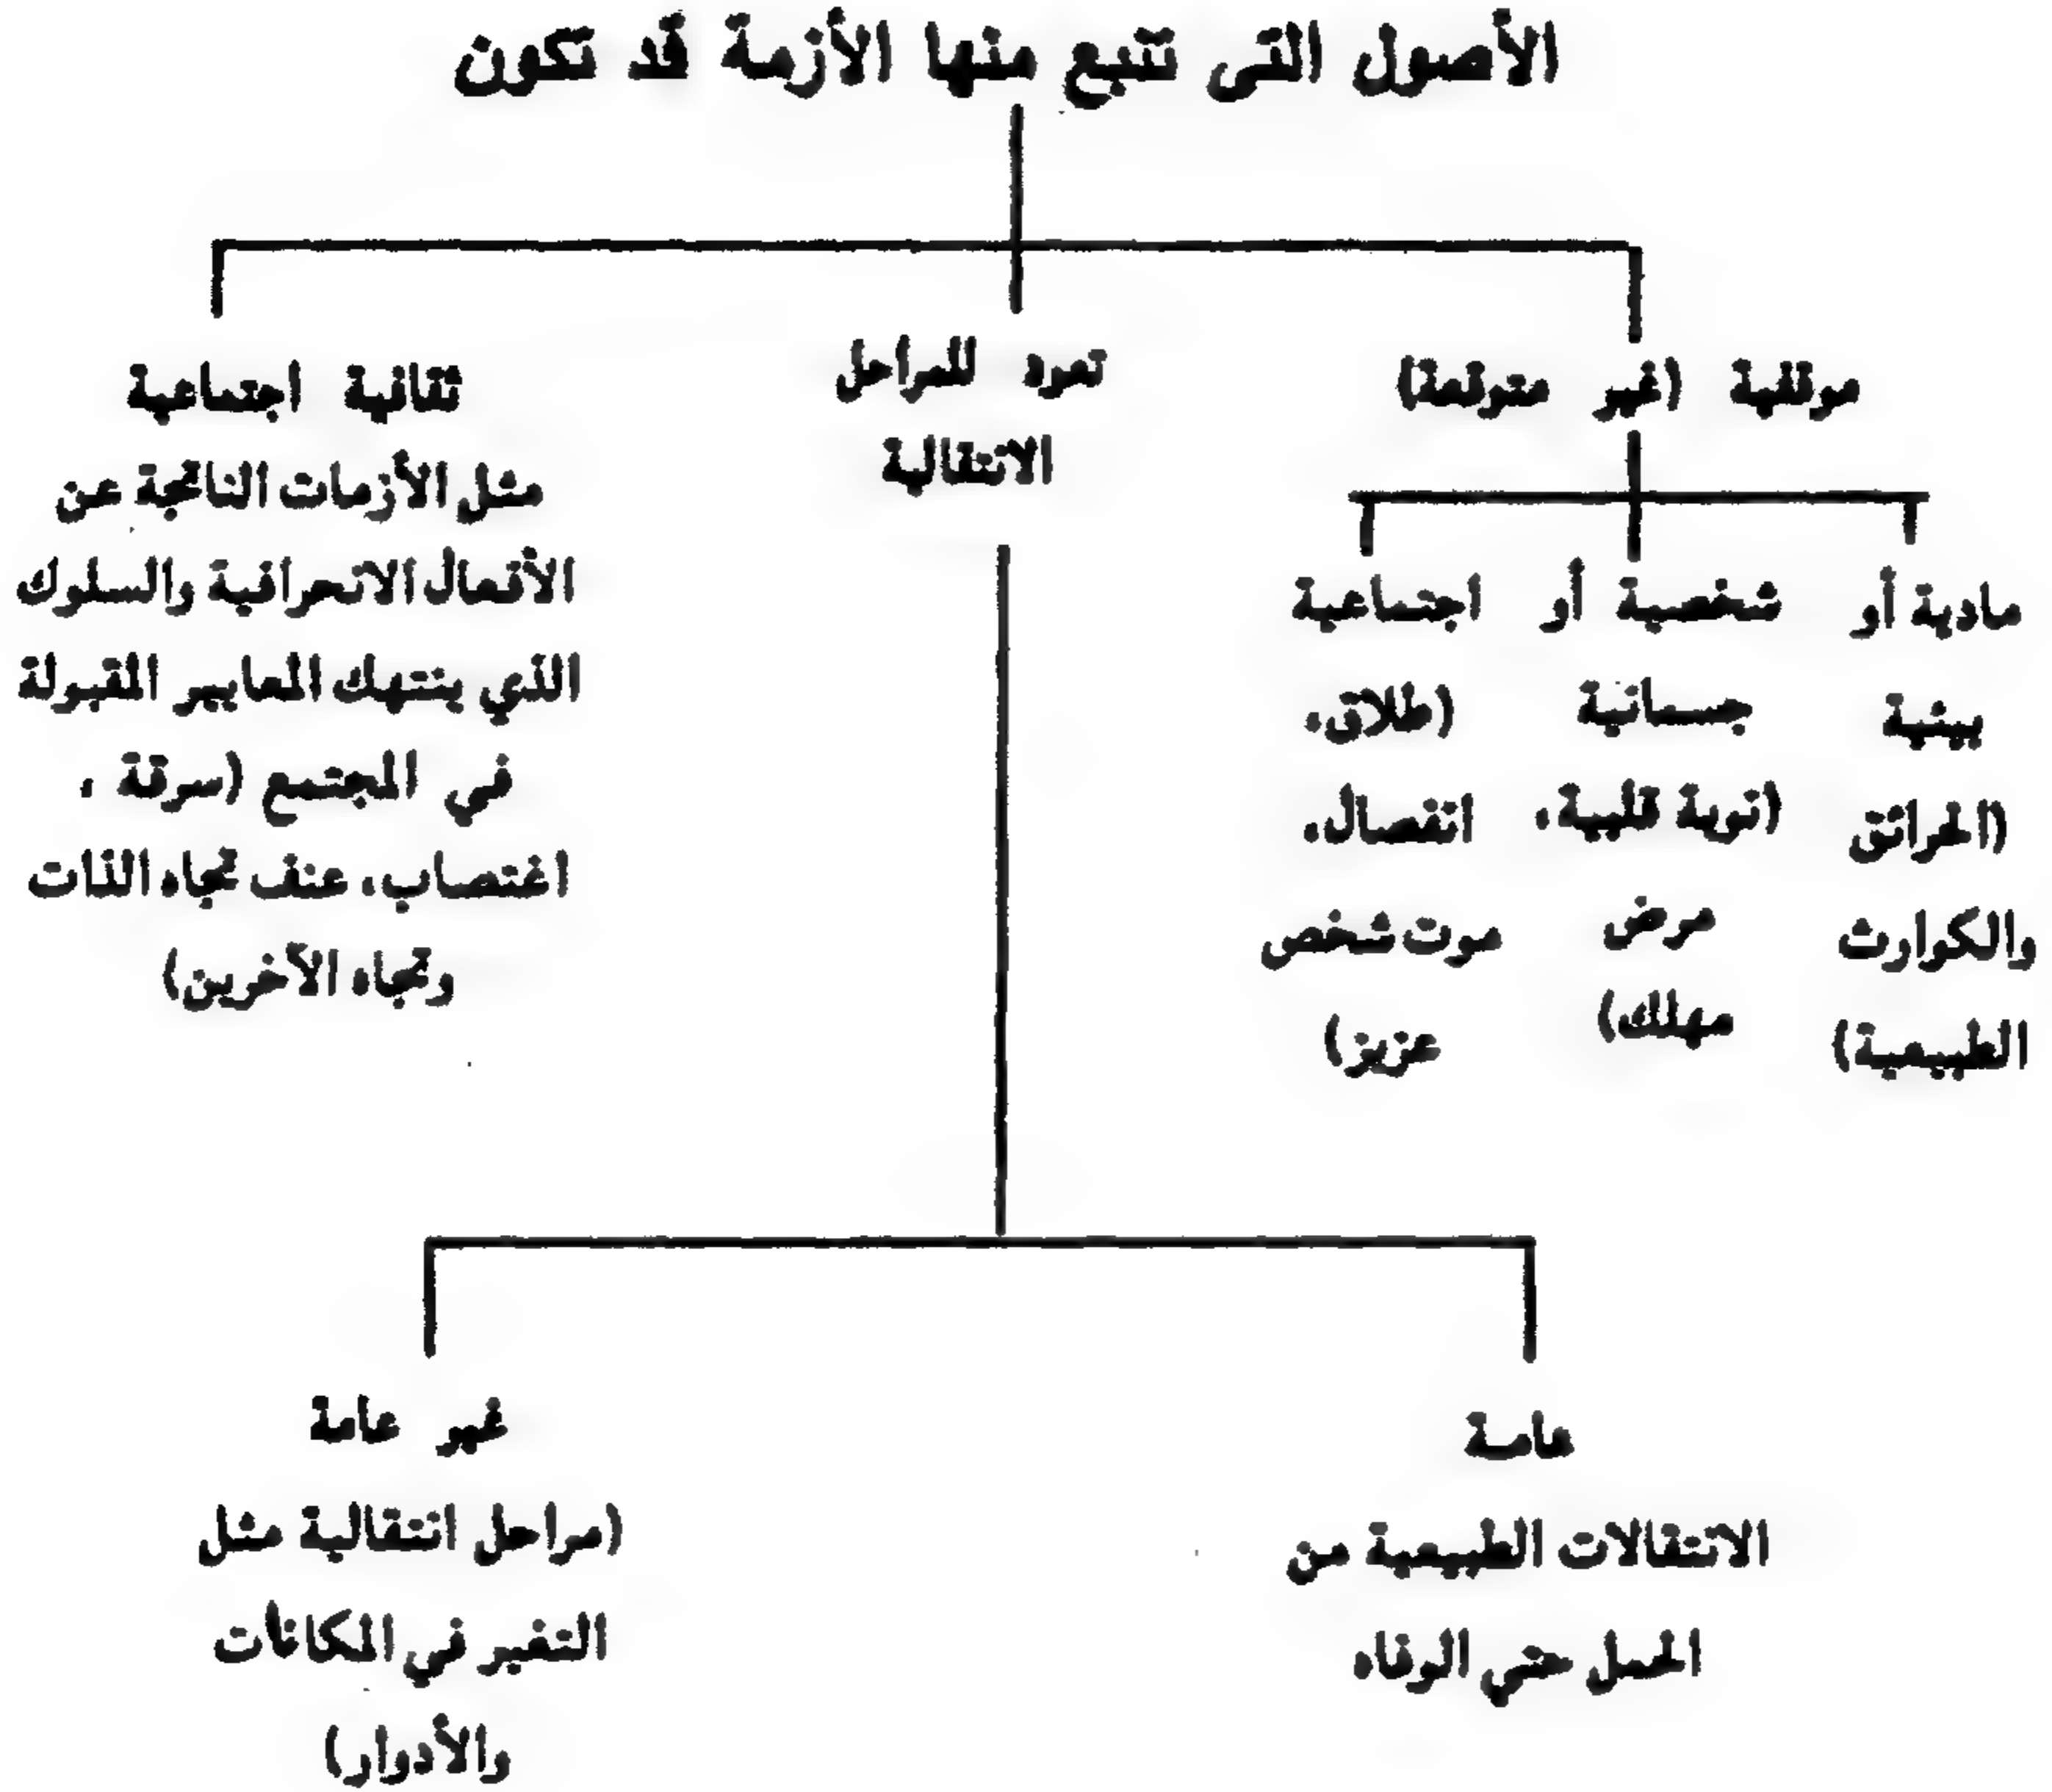 الأصول التى تنبع منها الأزمة قد تكون
موقفية (غير متوقعة)
مادية أو
بيئية
(الحرائق
والكوارث
الطبيعية)
شخصية أو
جسمانية
(نوبة قلبية،
مرض
مهلك)
اجتماعية
(طلاق،
انفصال،
موت شخص
عزيز)
تعود للمراحل
الانتقالية
عامة
الانتقالات الطبيعية من
الحمل حتي الوفاه
غير عامة
(مراحل انتقالية مثل
التغير في المكانات
والأدوار)
ثقافية اجتماعية
مثل الأزمات الناتجة عن
الأفعال الانحرافية والسلوك
الذي ينتهك المعايير المقبولة
في المجتمع (سرقة ،
اغتصاب، عنف تجاه الذات
وتجاه الآخرين)